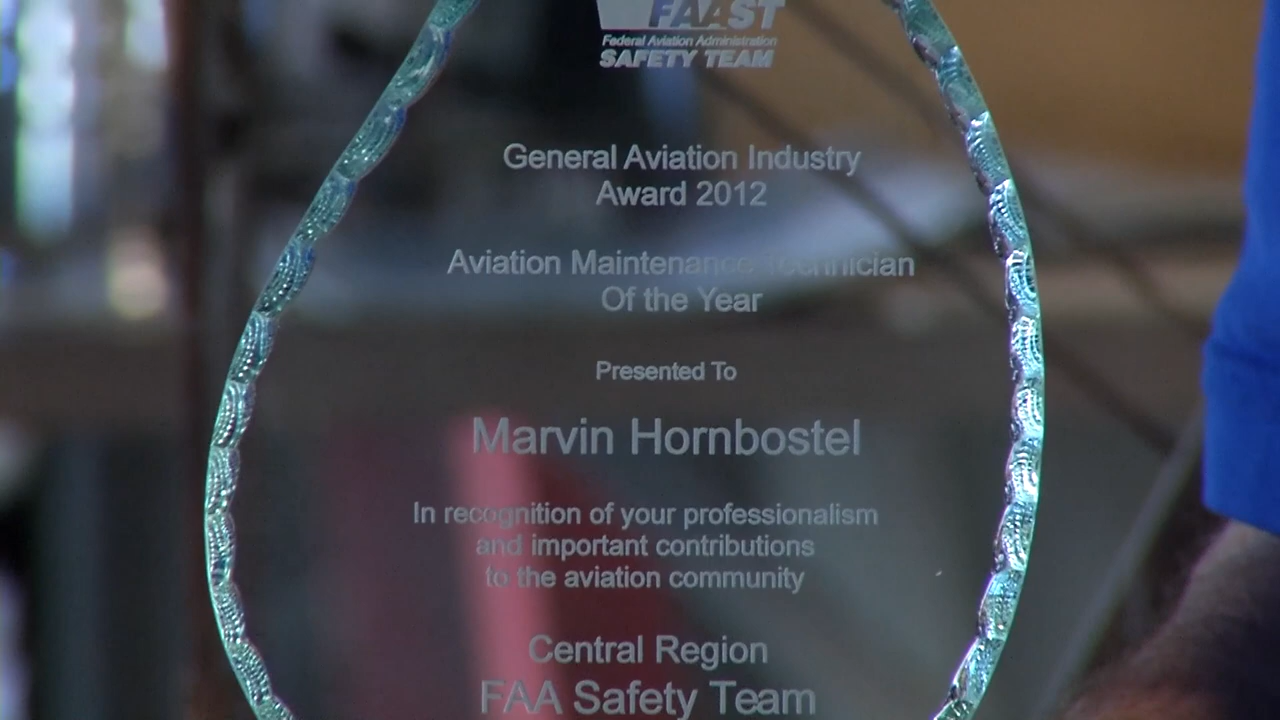 FAAST
Federal Aviation Administration
SAFETY TEAM
General Aviation Industry
Award 2012
Aviation Maintenance Technician
Of the Year
Presented To
Marvin Hornbostel
In recognition of your professionalism
and important contributions
to the aviation community
Central Region
FAA Safety Team